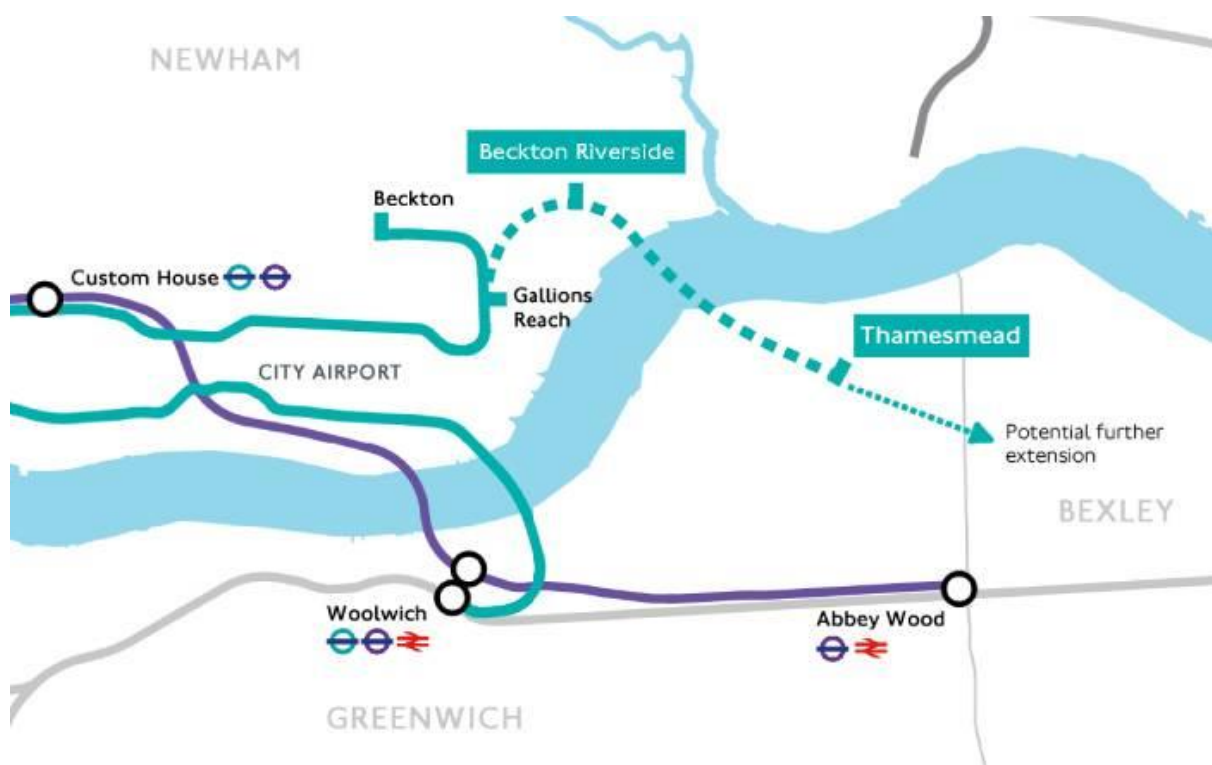 NEWHAM
Beckton Riverside
Beckton
Custom House
Gallions
Reach
Thamesmead
CITY AIRPORT
Potential further
extension
BEXLEY
Woolwich
Abbey Wood
GREENWICH